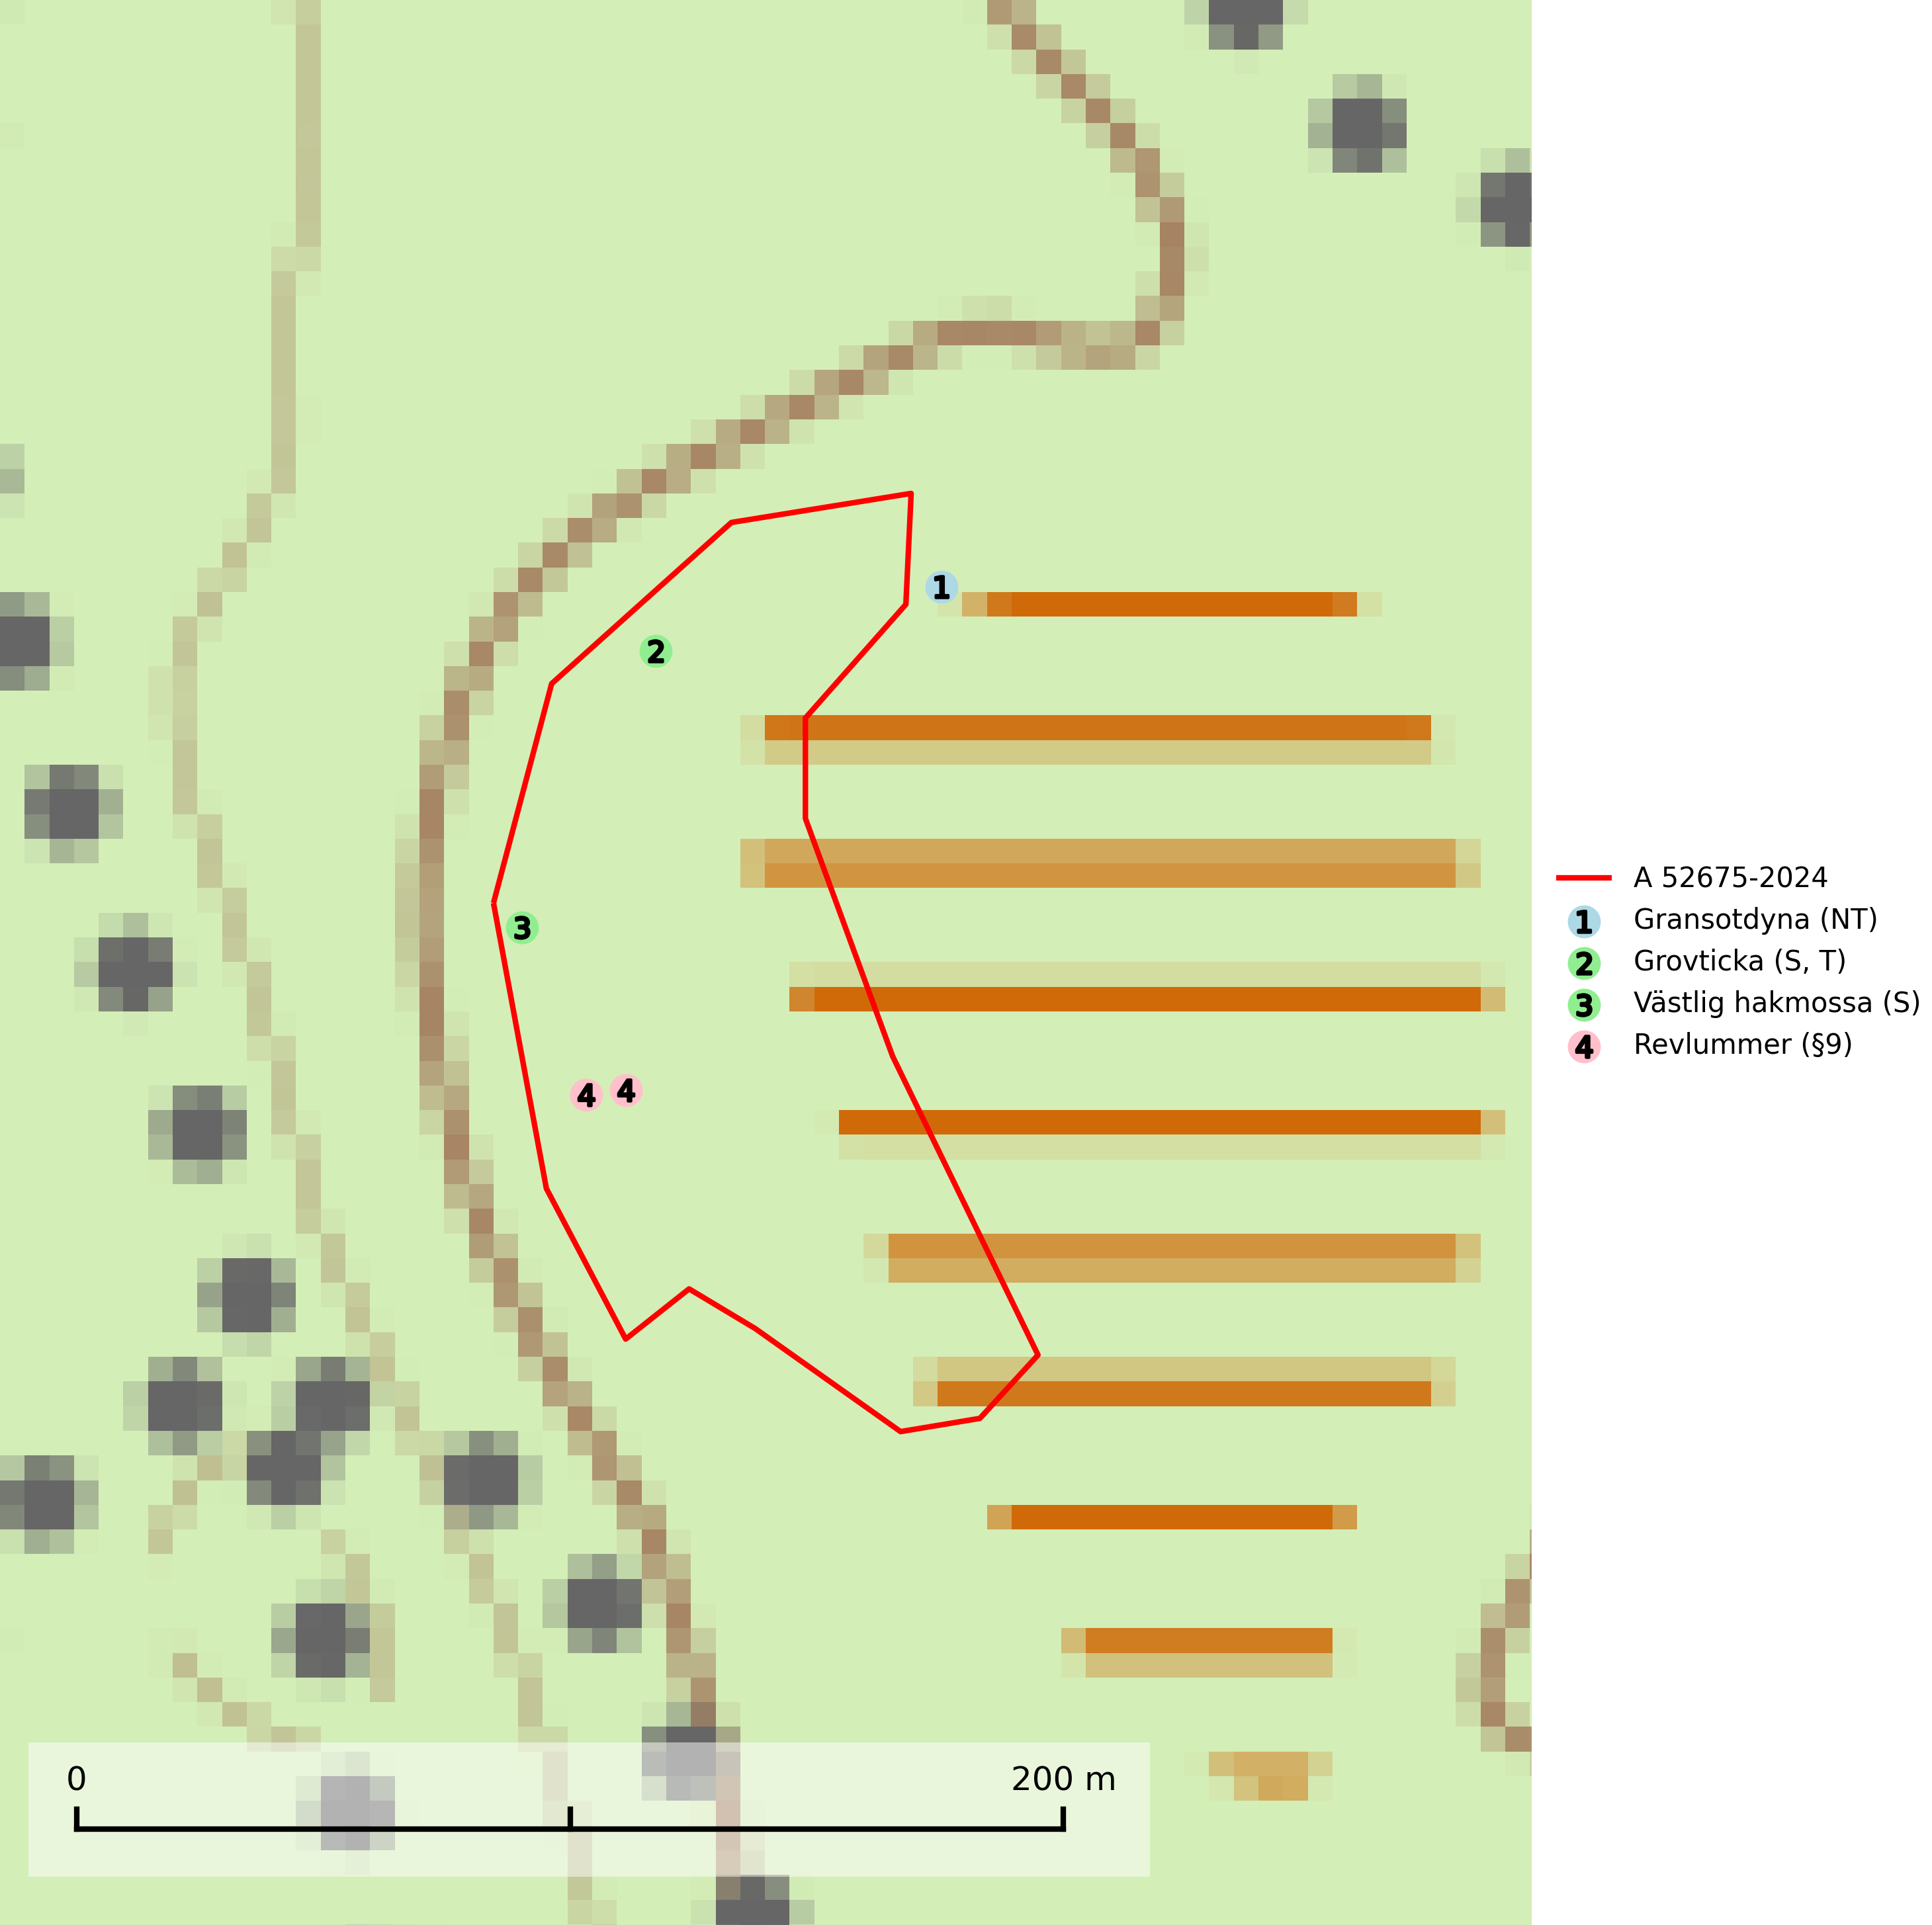 1
2
3
4 4
A 52675-2024
1 Gransotdyna (NT)
2 Grovticka (S, T)
3 Västlig hakmossa (S)
4 Revlummer (§9)
0 200 m